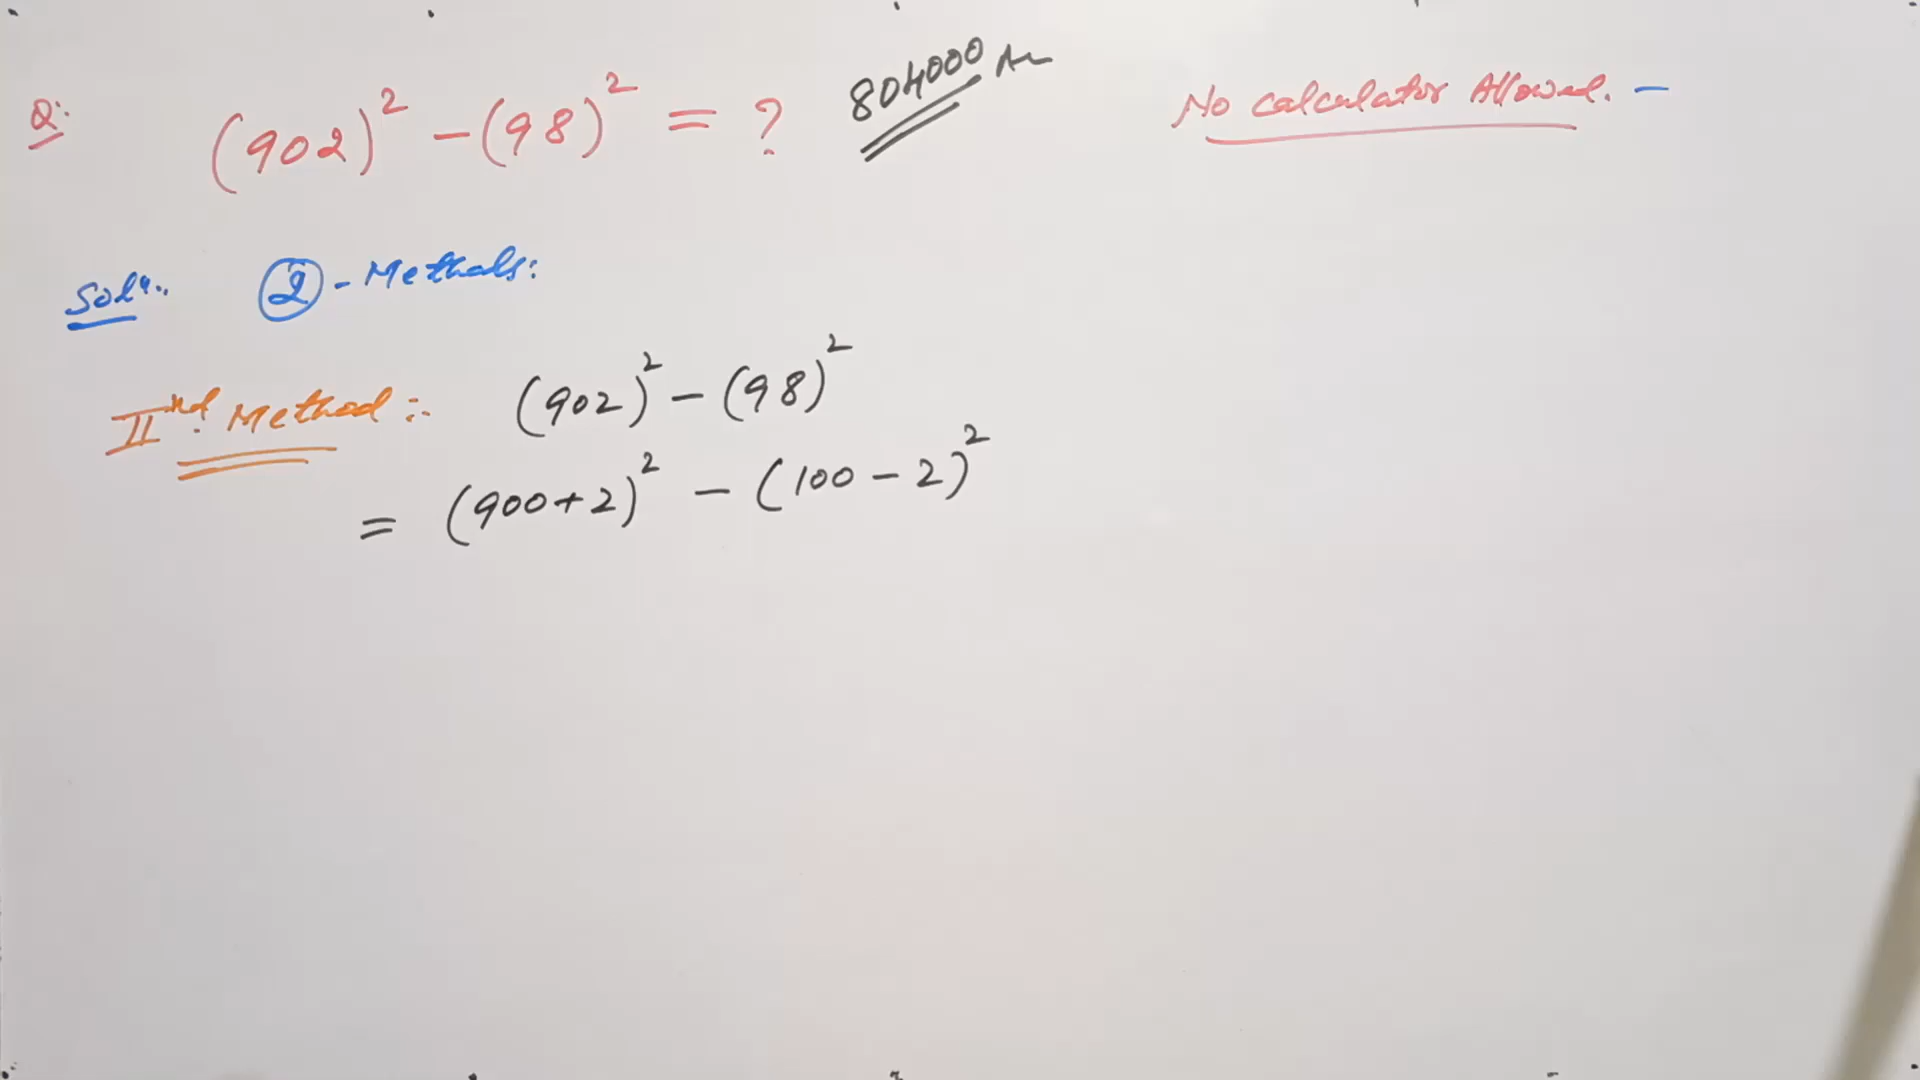 Q: (902)² - (98)² = ? 804000 An
No calculator Allowed. -
Solⁿ: ② - Methods:
IIⁿᵈ Method :- (902)² - (98)²
= (900+2)² - (100-2)²